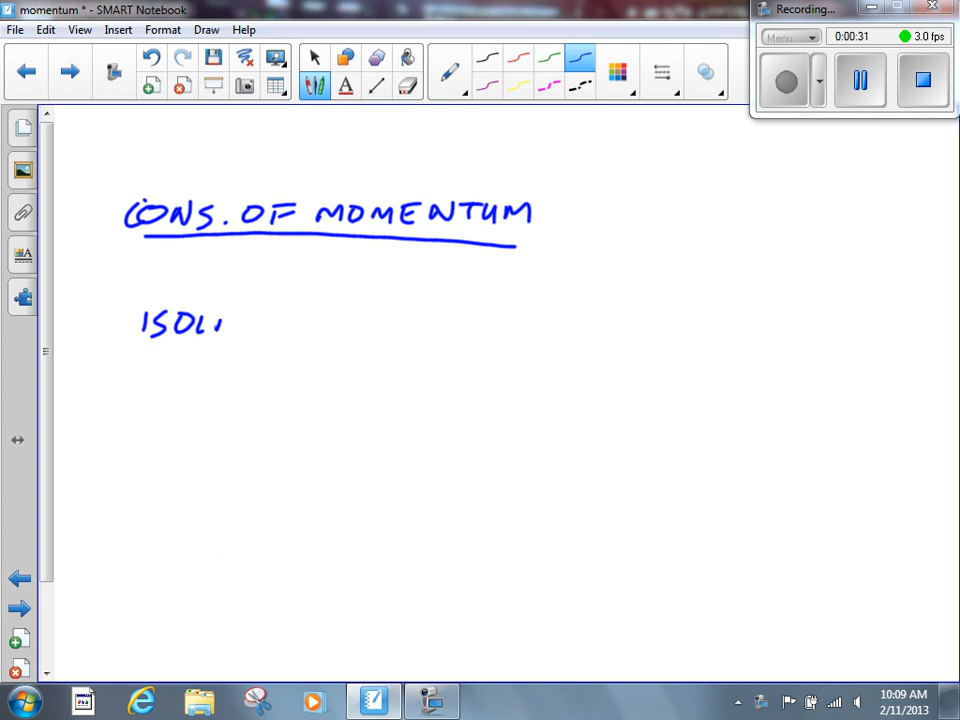 momentum * - SMART Notebook
Recording...
File Edit View Insert Format Draw Help
Menu 0:00:31 3.0 fps
CONS. OF MOMENTUM
ISOL
10:09 AM
2/11/2013